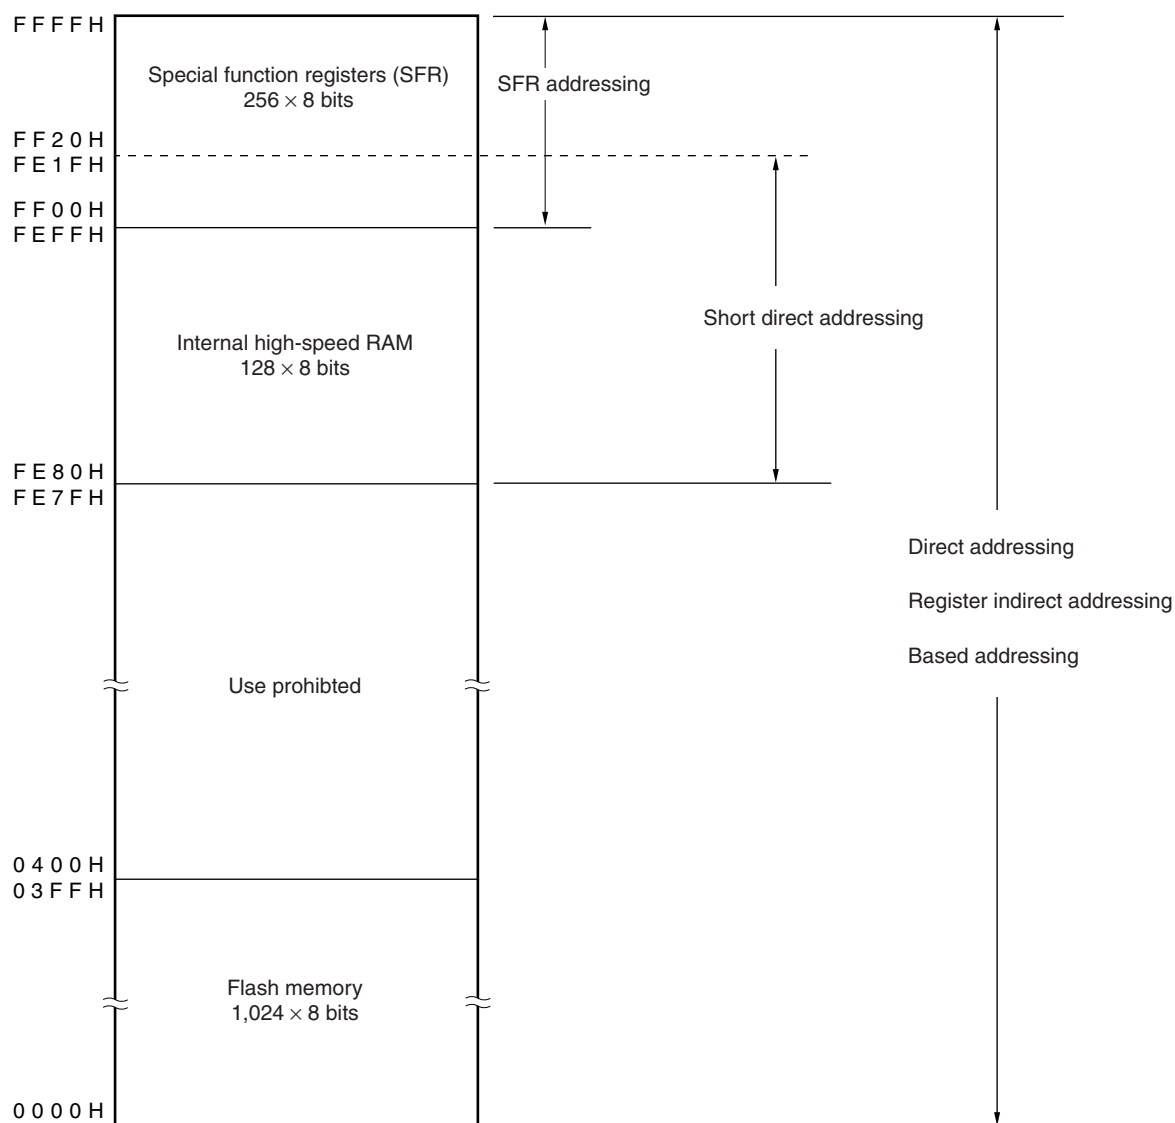 FFFFH
Special function registers (SFR)
256 × 8 bits
SFR addressing
FF20H
FE1FH
FF00H
FEFFH
Short direct addressing
Internal high-speed RAM
128 × 8 bits
FE80H
FE7FH
Direct addressing
Register indirect addressing
Based addressing
Use prohibted
0400H
03FFH
Flash memory
1,024 × 8 bits
0000H